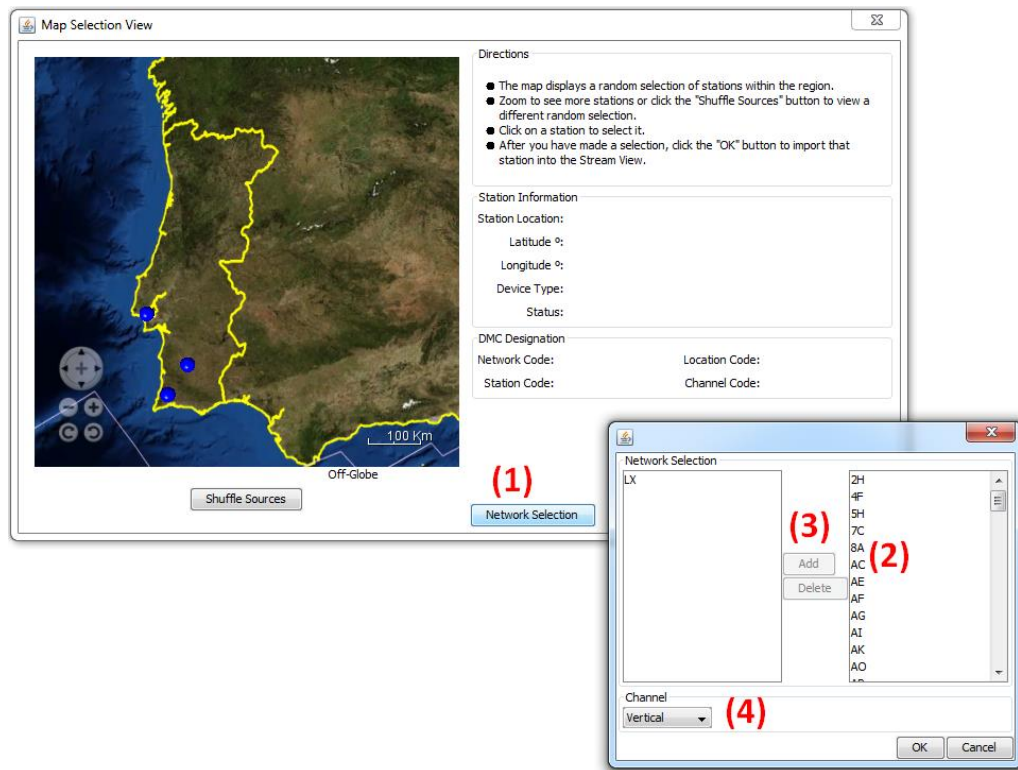 Map Selection View
Directions
● The map displays a random selection of stations within the region.
● Zoom to see more stations or click the "Shuffle Sources" button to view a
different random selection.
● Click on a station to select it.
● After you have made a selection, click the "OK" button to import that
station into the Stream View.
Station Information
Station Location:
Latitude º:
Longitude º:
Device Type:
Status:
DMC Designation
Network Code: Location Code:
Station Code: Channel Code:
100 Km
Off-Globe
Shuffle Sources
(1)
Network Selection
Network Selection
LX
2H
4F
5H
7C
8A
AC
AE
AF
AG
AI
AK
AO
(3)
(2)
Add
Delete
Channel
Vertical
(4)
OK Cancel